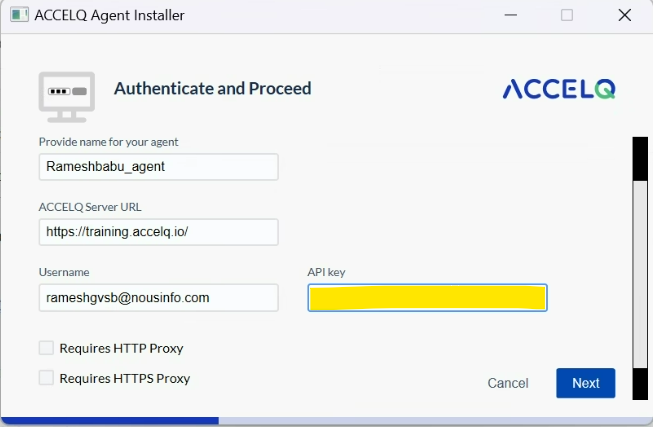 ACCELQ Agent Installer
Authenticate and Proceed
ACCELQ
Provide name for your agent
Rameshbabu_agent
ACCELQ Server URL
https://training.accelq.io/
Username
API key
rameshgvsb@nousinfo.com
Requires HTTP Proxy
Requires HTTPS Proxy
Cancel
Next